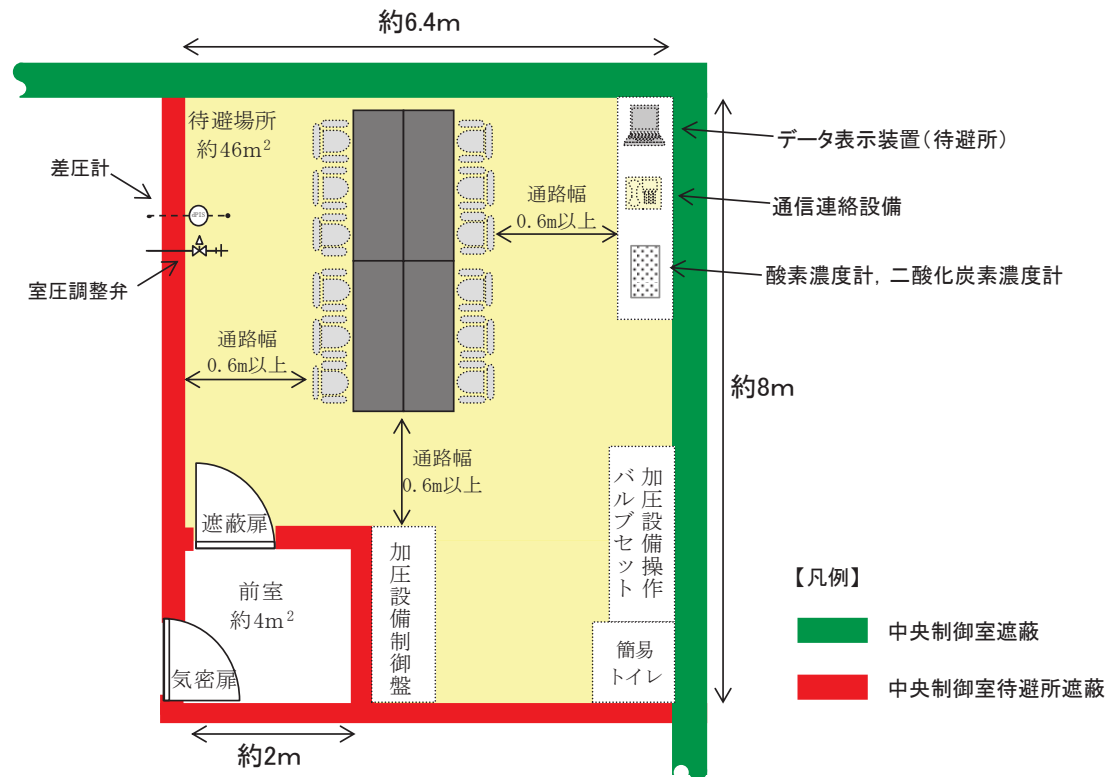 約6.4m
待避場所
約46m²
差圧計
dPIS
室圧調整弁
通路幅
0.6m以上
データ表示装置(待避所)
通信連絡設備
酸素濃度計, 二酸化炭素濃度計
通路幅
0.6m以上
約8m
通路幅
0.6m以上
遮蔽扉
前室
約4m²
気密扉
加圧設備制御盤
加圧設備操作
バルブセット
簡易
トイレ
約2m
【凡例】
中央制御室遮蔽
中央制御室待避所遮蔽